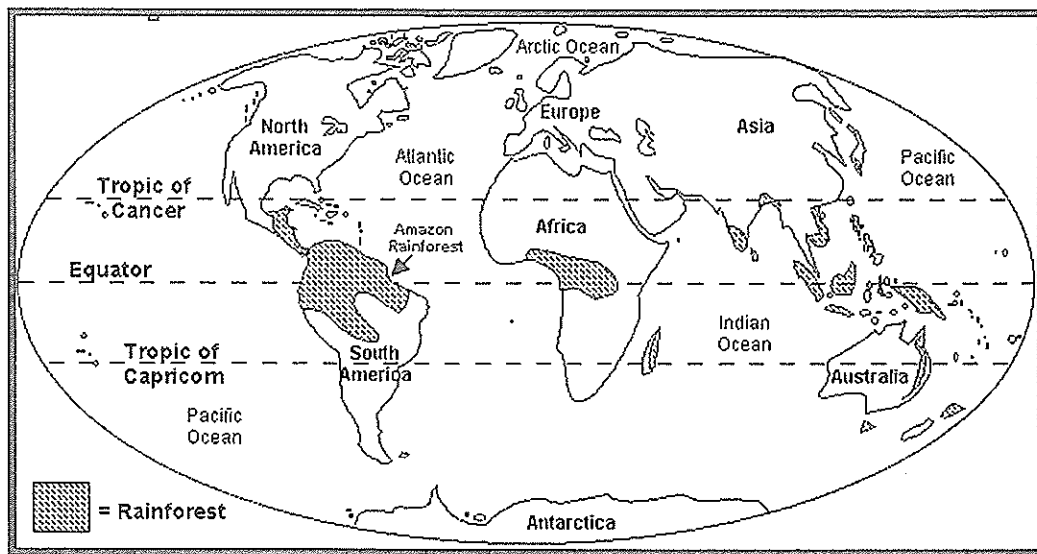 Arctic Ocean
North
America
Europe
Asia
Atlantic
Ocean
Pacific
Ocean
Tropic of
Cancer
Africa
Amazon
Rainforest
Equator
Indian
Ocean
Tropic of
Capricorn
South
America
Australia
Pacific
Ocean
= Rainforest
Antarctica